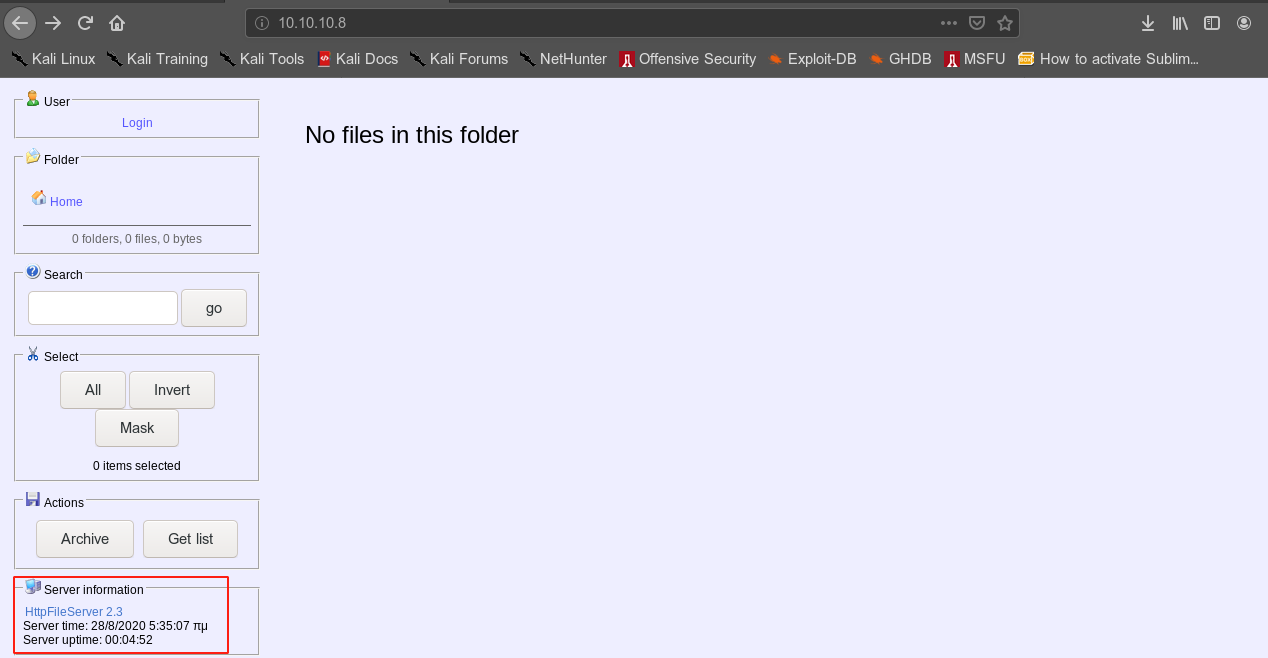 10.10.10.8
Kali Linux Kali Training Kali Tools Kali Docs Kali Forums NetHunter Offensive Security Exploit-DB GHDB MSFU How to activate Sublim...
User
Login
Folder
Home
0 folders, 0 files, 0 bytes
Search
go
Select
All Invert
Mask
0 items selected
Actions
Archive Get list
Server information
HttpFileServer 2.3
Server time: 28/8/2020 5:35:07 πμ
Server uptime: 00:04:52
No files in this folder